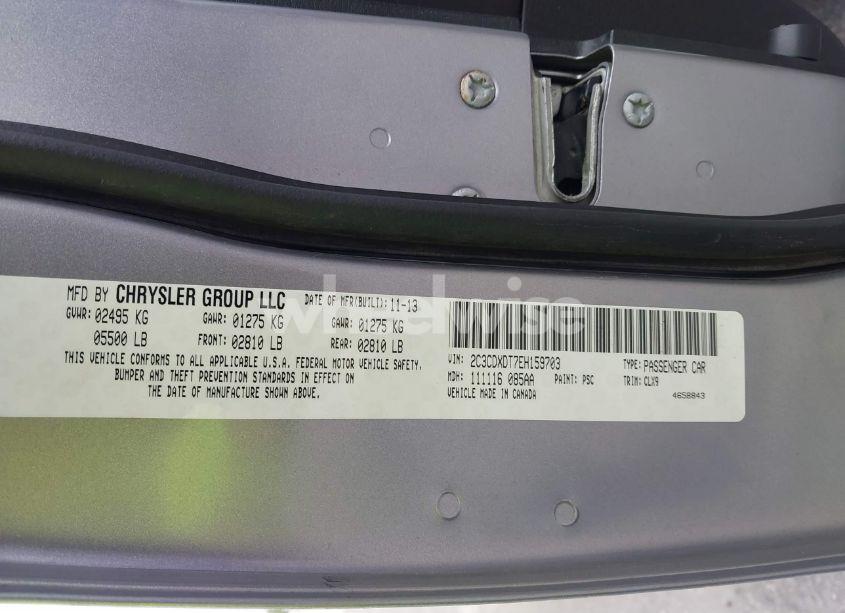 MFD BY CHRYSLER GROUP LLC DATE OF MFR(BUILT): 11-13
GVWR: 02495 KG GAWR: 01275 KG GAWR: 01275 KG
05500 LB FRONT: 02810 LB REAR: 02810 LB
THIS VEHICLE CONFORMS TO ALL APPLICABLE U.S.A. FEDERAL MOTOR VEHICLE SAFETY,
BUMPER AND THEFT PREVENTION STANDARDS IN EFFECT ON
THE DATE OF MANUFACTURE SHOWN ABOVE.
VIN: 2C3CDXDT7EH159703 TYPE: PASSENGER CAR
MDH: 111116 085AA PAINT: PSC TRIM: CLX9
VEHICLE MADE IN CANADA 4658843
wheelwise